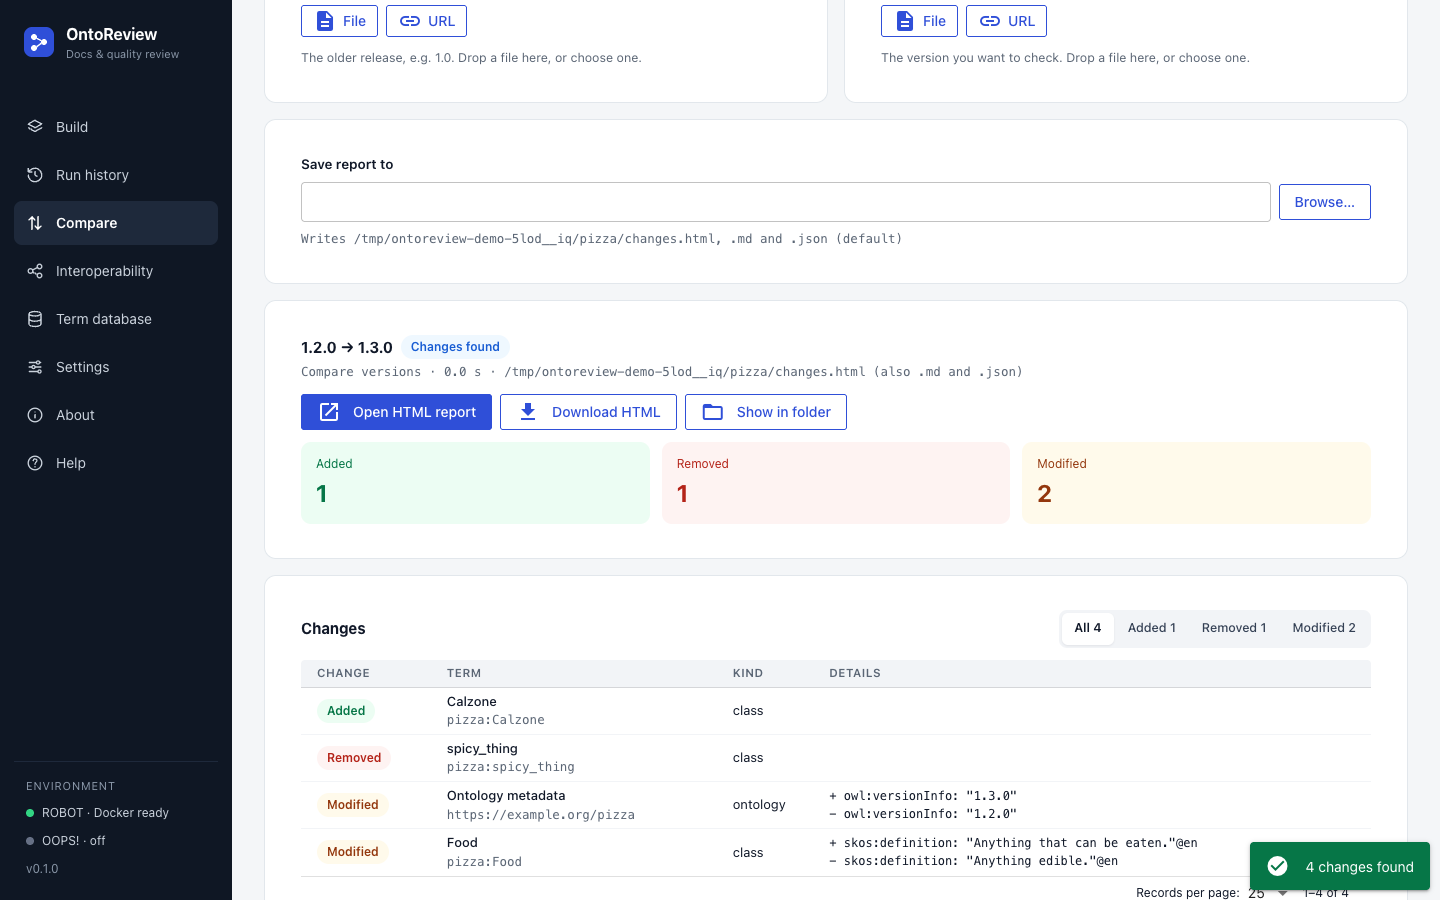 OntoReview
Docs & quality review
Build
Run history
Compare
Interoperability
Term database
Settings
About
Help
ENVIRONMENT
ROBOT · Docker ready
OOPS! · off
v0.1.0
File
URL
The older release, e.g. 1.0. Drop a file here, or choose one.
File
URL
The version you want to check. Drop a file here, or choose one.
Save report to
Browse...
Writes /tmp/ontoreview-demo-5lod__iq/pizza/changes.html, .md and .json (default)
1.2.0 → 1.3.0 Changes found
Compare versions · 0.0 s · /tmp/ontoreview-demo-5lod__iq/pizza/changes.html (also .md and .json)
Open HTML report
Download HTML
Show in folder
Added
1
Removed
1
Modified
2
Changes
All 4
Added 1
Removed 1
Modified 2
CHANGE TERM KIND DETAILS
Added
Calzone
pizza:Calzone
class
Removed
spicy_thing
pizza:spicy_thing
class
Modified
Ontology metadata
https://example.org/pizza
ontology
+ owl:versionInfo: "1.3.0"
− owl:versionInfo: "1.2.0"
Modified
Food
pizza:Food
class
+ skos:definition: "Anything that can be eaten."@en
− skos:definition: "Anything edible."@en
Records per page: 25
1–4 of 4
4 changes found